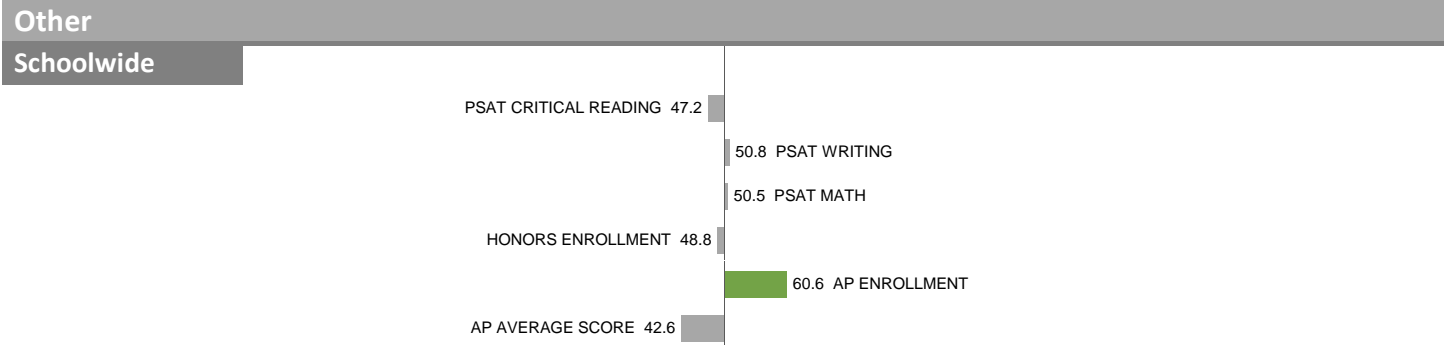 Other
Schoolwide
PSAT CRITICAL READING 47.2
50.8 PSAT WRITING
50.5 PSAT MATH
HONORS ENROLLMENT 48.8
60.6 AP ENROLLMENT
AP AVERAGE SCORE 42.6